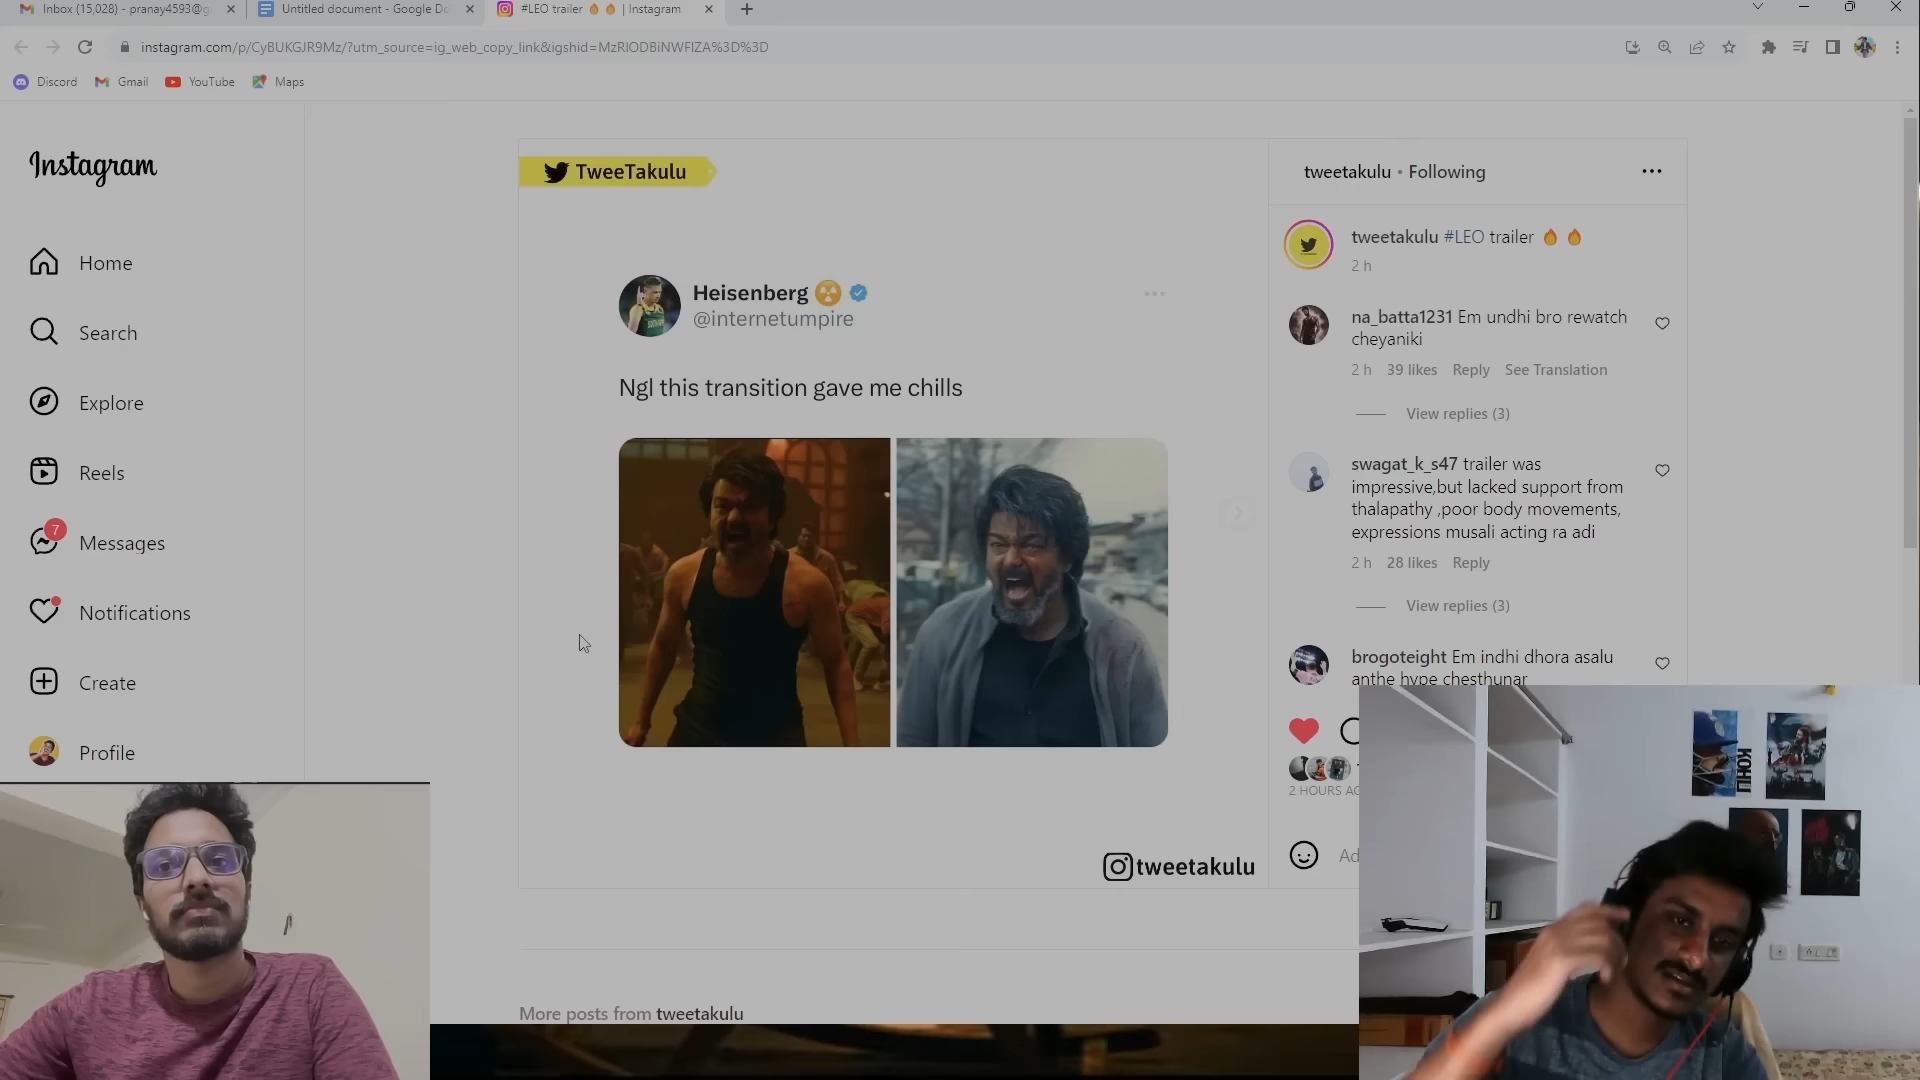 Inbox (15,028) - pranay4593@g
Untitled document - Google Do
#LEO trailer 🔥 🔥 | Instagram
instagram.com/p/CyBUKGJR9Mz/?utm_source=ig_web_copy_link&igshid=MzRlODBiNWFlZA%3D%3D
Discord
Gmail
YouTube
Maps
Instagram
Home
Search
Explore
Reels
7
Messages
Notifications
Create
Profile
TweeTakulu
Heisenberg
@internetumpire
Ngl this transition gave me chills
tweetakulu
More posts from tweetakulu
tweetakulu • Following
tweetakulu #LEO trailer 🔥 🔥
2 h
na_batta1231 Em undhi bro rewatch
cheyaniki
2 h 39 likes Reply See Translation
View replies (3)
swagat_k_s47 trailer was
impressive,but lacked support from
thalapathy ,poor body movements,
expressions musali acting ra adi
2 h 28 likes Reply
View replies (3)
brogoteight Em indhi dhora asalu
anthe hype chesthunar
2 HOURS AG
Ad
KOHLI